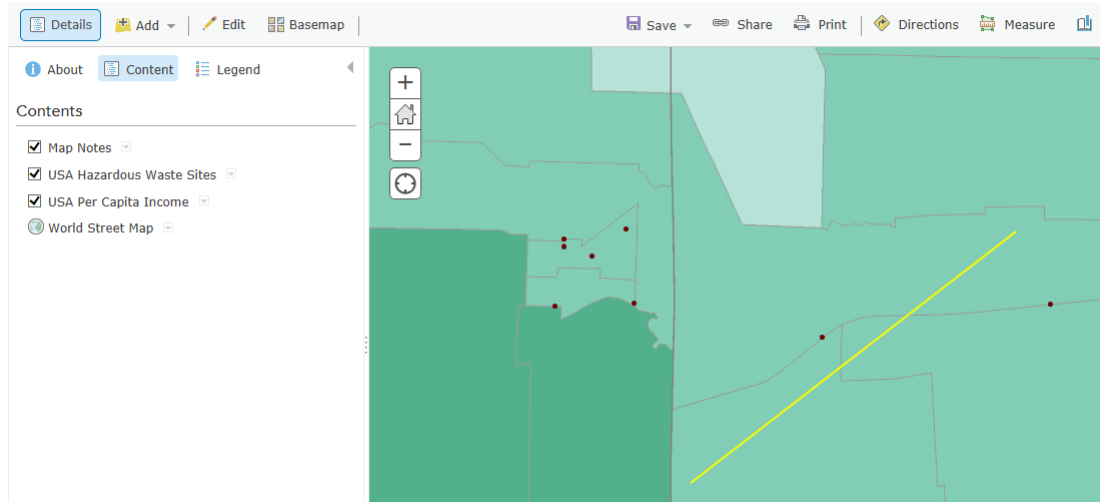 Details Add Edit Basemap Save Share Print Directions Measure
About Content Legend
Contents
Map Notes
USA Hazardous Waste Sites
USA Per Capita Income
World Street Map